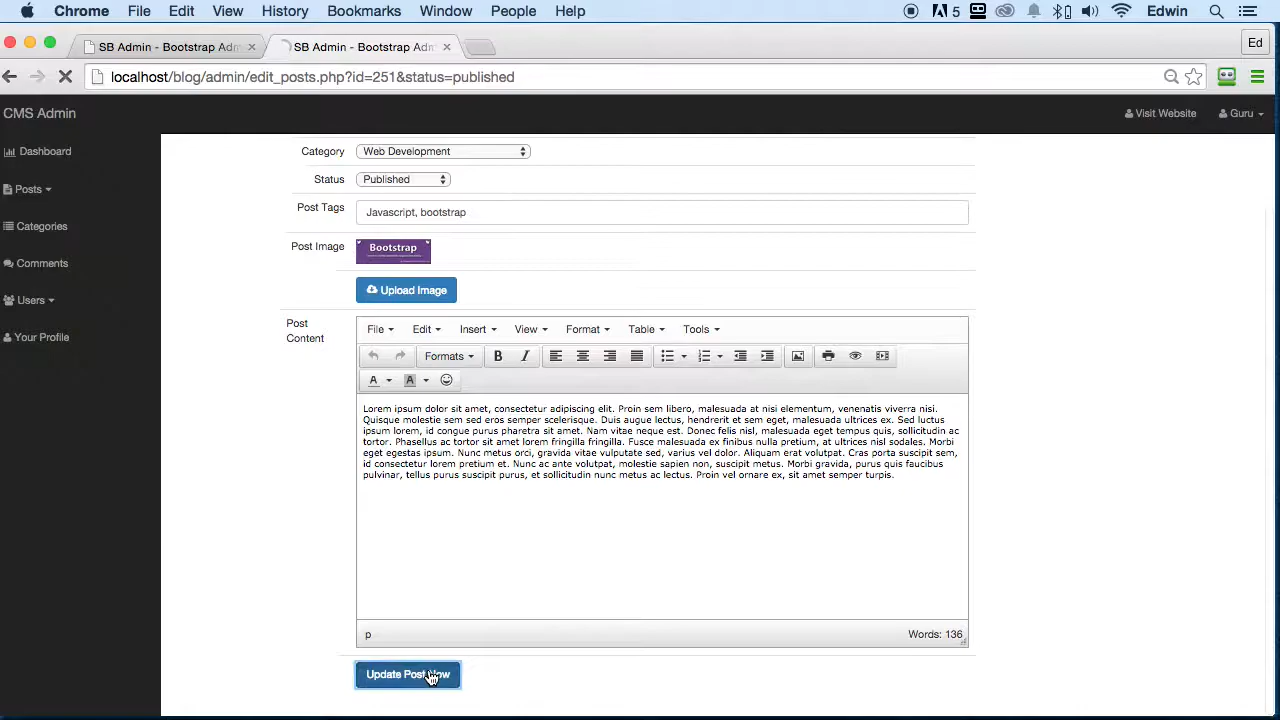 Chrome File Edit View History Bookmarks Window People Help 5 Edwin
SB Admin - Bootstrap Adm SB Admin - Bootstrap Adm Ed
localhost/blog/admin/edit_posts.php?id=251&status=published
CMS Admin Visit Website Guru
Dashboard
Posts
Categories
Comments
Users
Your Profile
Category Web Development
Status Published
Post Tags Javascript, bootstrap
Post Image Bootstrap
Upload Image
Post Content
File Edit Insert View Format Table Tools
Formats B I
A A
Lorem ipsum dolor sit amet, consectetur adipiscing elit. Proin sem libero, malesuada at nisi elementum, venenatis viverra nisi.
Quisque molestie sem sed eros semper scelerisque. Duis augue lectus, hendrerit et sem eget, malesuada ultrices ex. Sed luctus
ipsum lorem, id congue purus pharetra sit amet. Nam vitae neque est. Donec felis nisl, malesuada eget tempus quis, sollicitudin ac
tortor. Phasellus ac tortor sit amet lorem fringilla fringilla. Fusce malesuada ex finibus nulla pretium, at ultrices nisl sodales. Morbi
eget egestas ipsum. Nunc metus orci, gravida vitae vulputate sed, varius vel dolor. Aliquam erat volutpat. Cras porta suscipit sem,
id consectetur lorem pretium et. Nunc ac ante volutpat, molestie sapien non, suscipit metus. Morbi gravida, purus quis faucibus
pulvinar, tellus purus suscipit purus, et sollicitudin nunc metus ac lectus. Proin vel ornare ex, sit amet semper turpis.
p Words: 136
Update Post Now